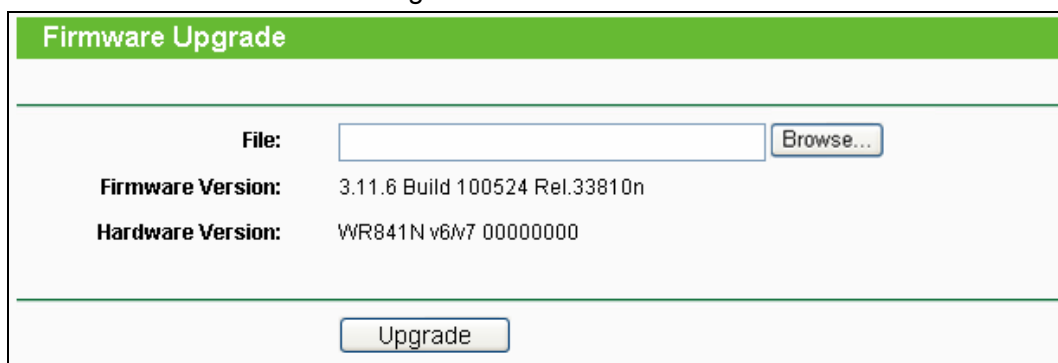 Firmware Upgrade
File: Browse...
Firmware Version: 3.11.6 Build 100524 Rel.33810n
Hardware Version: WR841N v6/v7 00000000
Upgrade